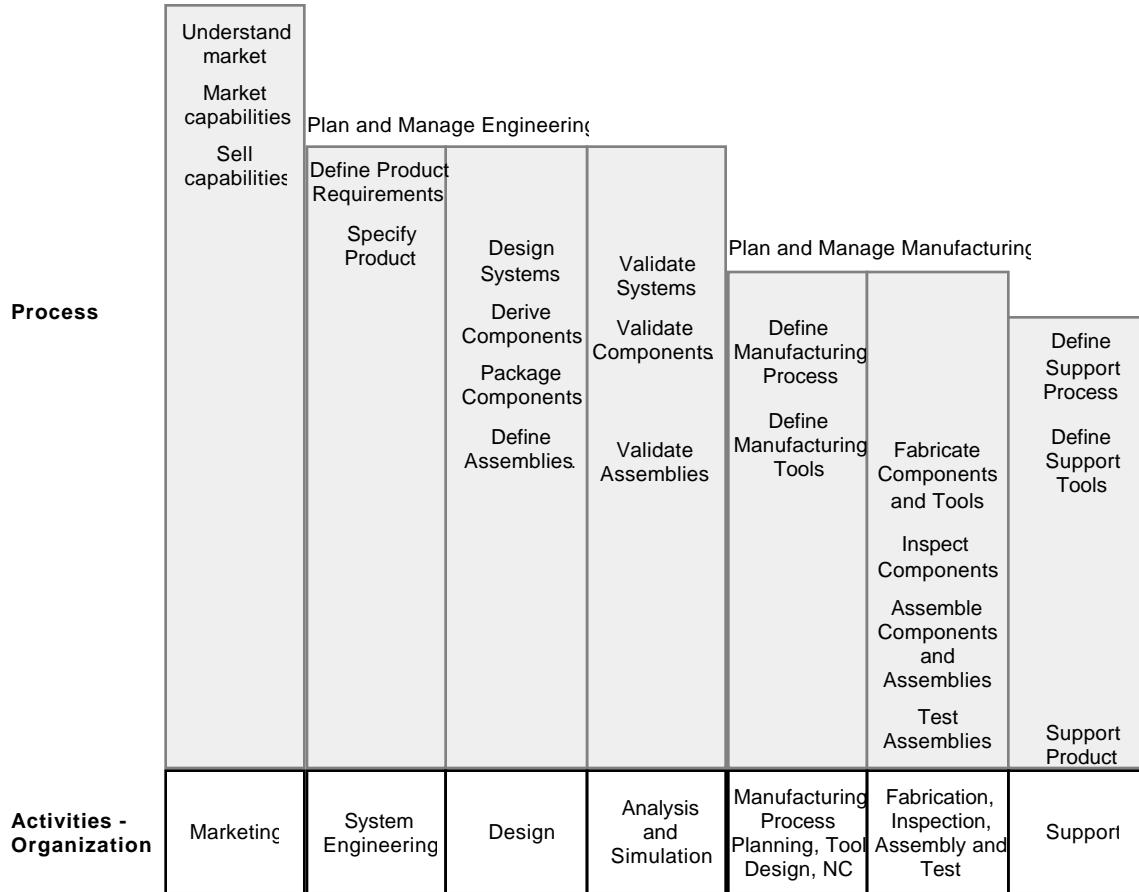 Understand
market
Market
capabilities
Sell
capabilities
Plan and Manage Engineering
Define Product
Requirements
Specify
Product
Design
Systems
Derive
Components
Package
Components
Define
Assemblies.
Validate
Systems
Validate
Components.
Validate
Assemblies
Plan and Manage Manufacturing
Define
Manufacturing
Process
Define
Manufacturing
Tools
Fabricate
Components
and Tools
Inspect
Components
Assemble
Components
and
Assemblies
Test
Assemblies
Define
Support
Process
Define
Support
Tools
Support
Product
Process
Activities -
Organization
Marketing
System
Engineering
Design
Analysis
and
Simulation
Manufacturing
Process
Planning, Tool
Design, NC
Fabrication,
Inspection,
Assembly and
Test
Support